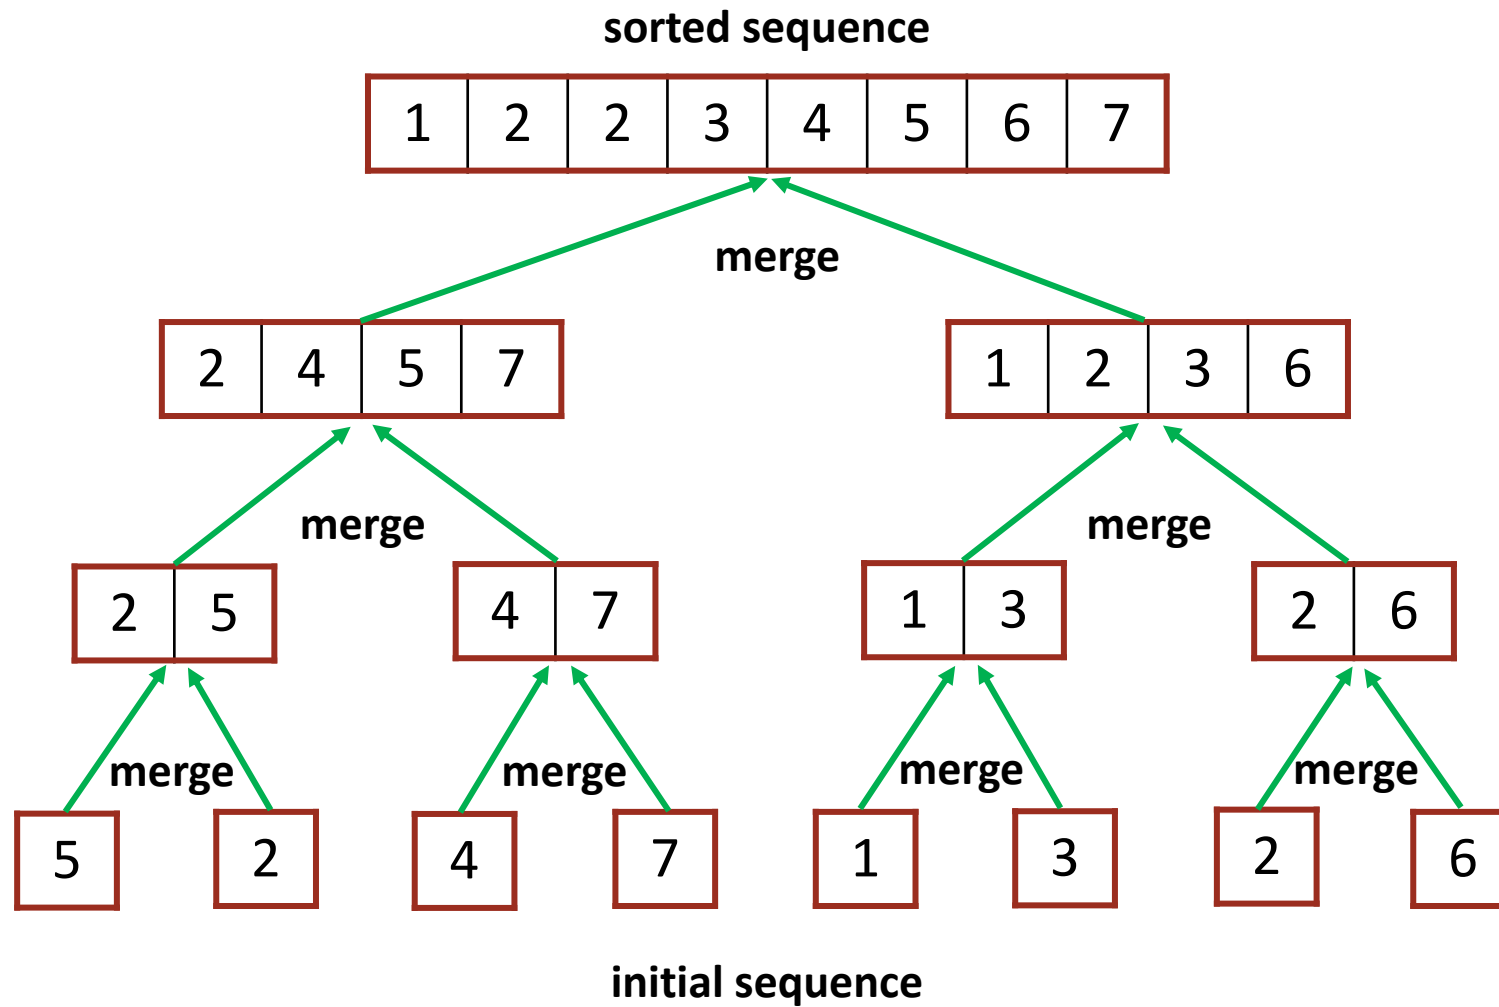 sorted sequence
1 2 2 3 4 5 6 7
merge
2 4 5 7 1 2 3 6
merge merge
2 5 4 7 1 3 2 6
merge merge merge merge
5 2 4 7 1 3 2 6
initial sequence